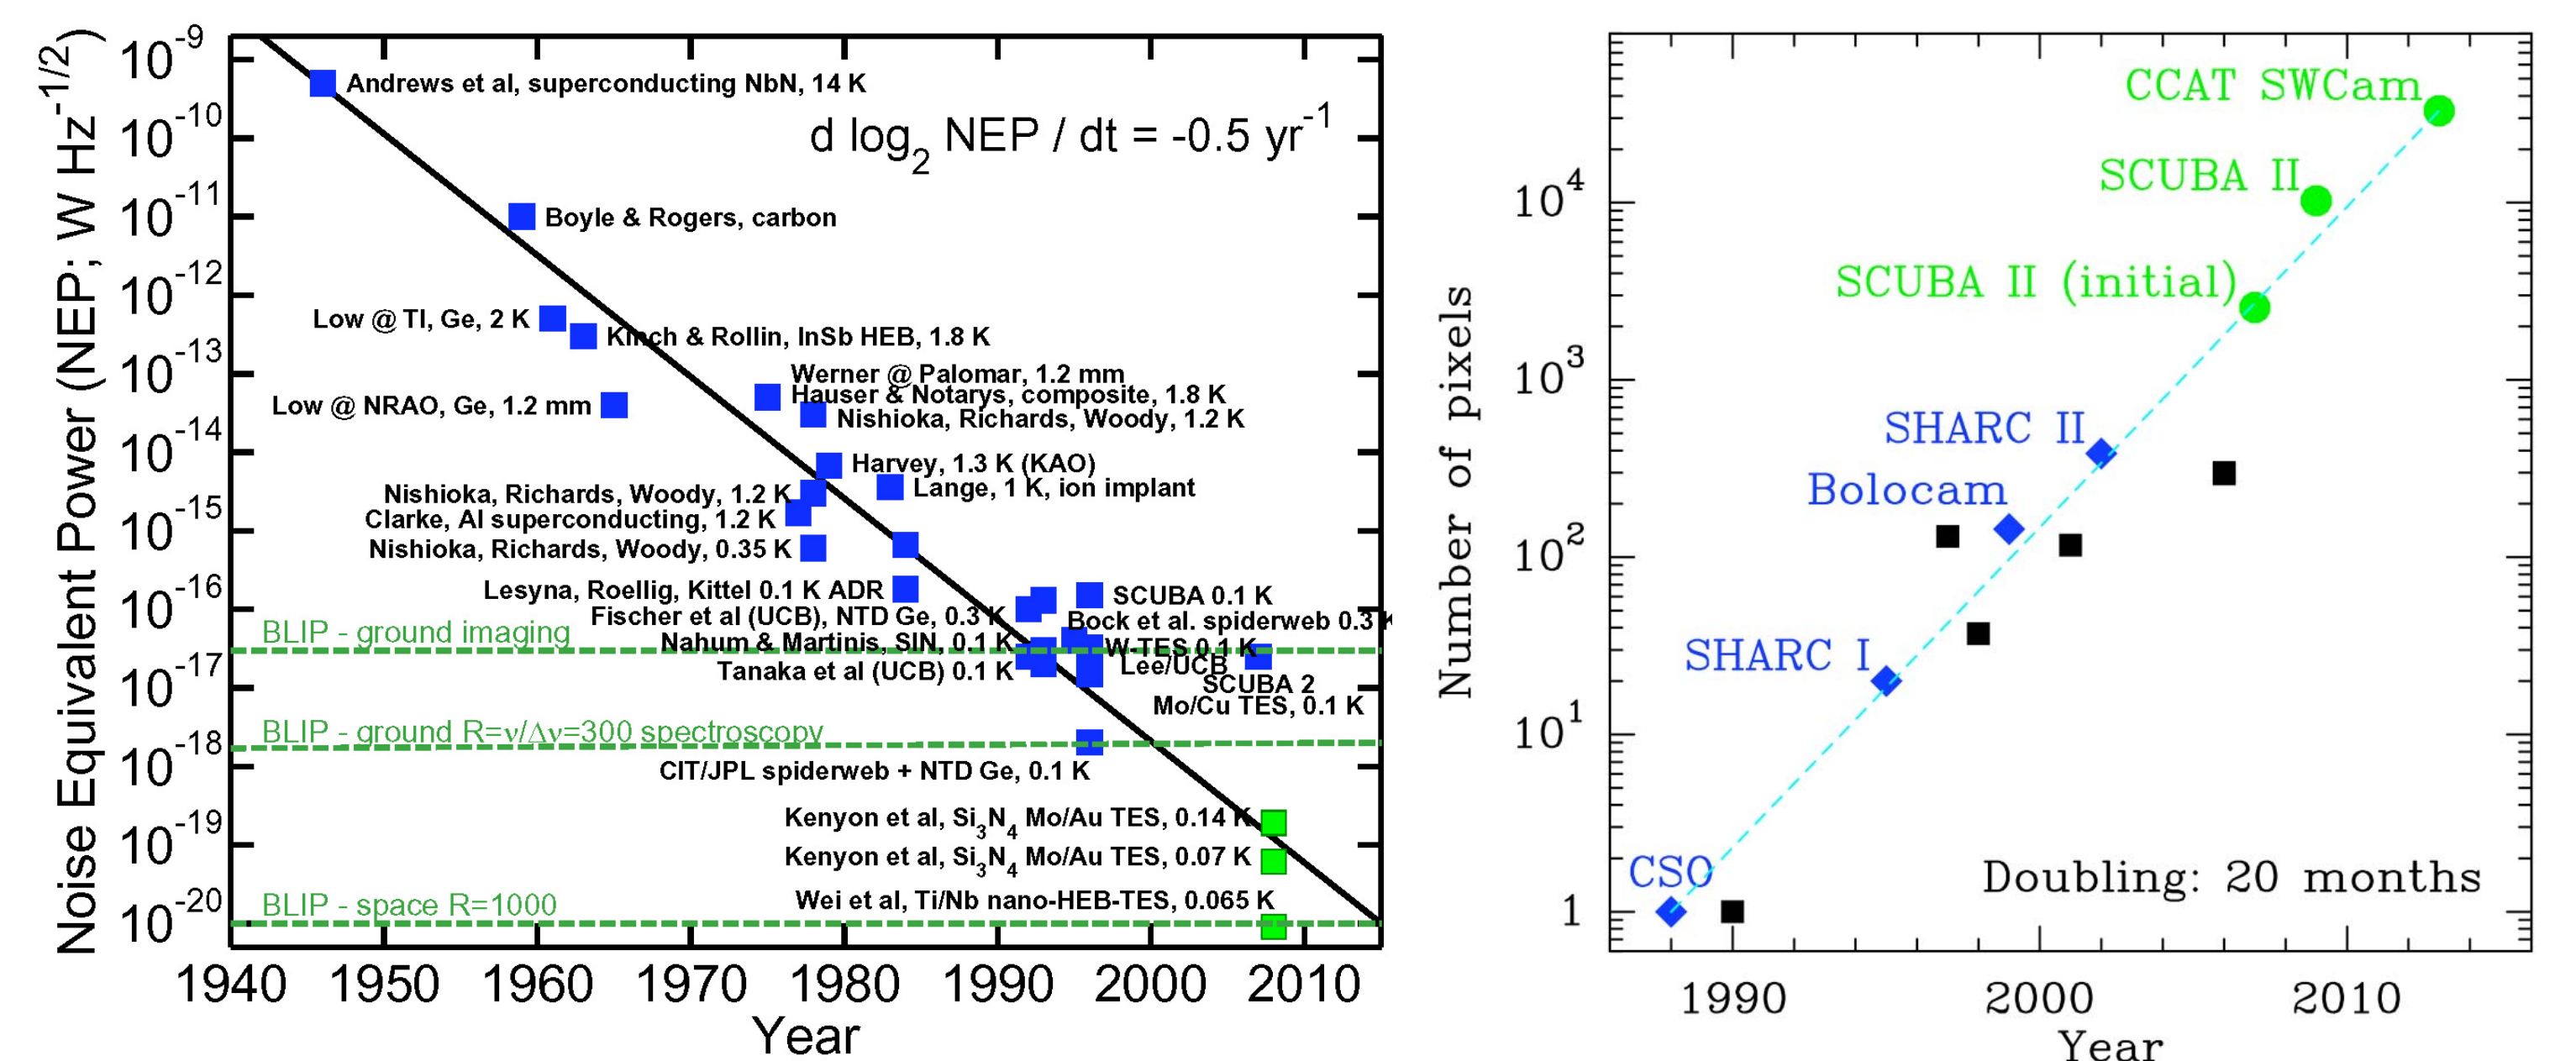 Noise Equivalent Power (NEP; W Hz^-1/2)
10^-9
10^-10
10^-11
10^-12
10^-13
10^-14
10^-15
10^-16
10^-17
10^-18
10^-19
10^-20
Andrews et al, superconducting NbN, 14 K
d log_2 NEP / dt = -0.5 yr^-1
Boyle & Rogers, carbon
Low @ TI, Ge, 2 K
Kinch & Rollin, InSb HEB, 1.8 K
Werner @ Palomar, 1.2 mm
Hauser & Notarys, composite, 1.8 K
Low @ NRAO, Ge, 1.2 mm
Nishioka, Richards, Woody, 1.2 K
Harvey, 1.3 K (KAO)
Lange, 1 K, ion implant
Nishioka, Richards, Woody, 1.2 K
Clarke, Al superconducting, 1.2 K
Nishioka, Richards, Woody, 0.35 K
Lesyna, Roellig, Kittel 0.1 K ADR
SCUBA 0.1 K
Fischer et al (UCB), NTD Ge, 0.3 K
Bock et al. spiderweb 0.3 K
BLIP - ground imaging
Nahum & Martinis, SIN, 0.1 K
W-TES 0.1 K
Lee/UCB
Tanaka et al (UCB) 0.1 K
SCUBA 2
Mo/Cu TES, 0.1 K
BLIP - ground R=ν/Δν=300 spectroscopy
CIT/JPL spiderweb + NTD Ge, 0.1 K
Kenyon et al, Si_3N_4 Mo/Au TES, 0.14 K
Kenyon et al, Si_3N_4 Mo/Au TES, 0.07 K
Wei et al, Ti/Nb nano-HEB-TES, 0.065 K
BLIP - space R=1000
1940 1950 1960 1970 1980 1990 2000 2010
Year
Number of pixels
10^4
10^3
10^2
10^1
1
CCAT SWCam
SCUBA II
SCUBA II (initial)
SHARC II
Bolocam
SHARC I
CSO
Doubling: 20 months
1990 2000 2010
Year